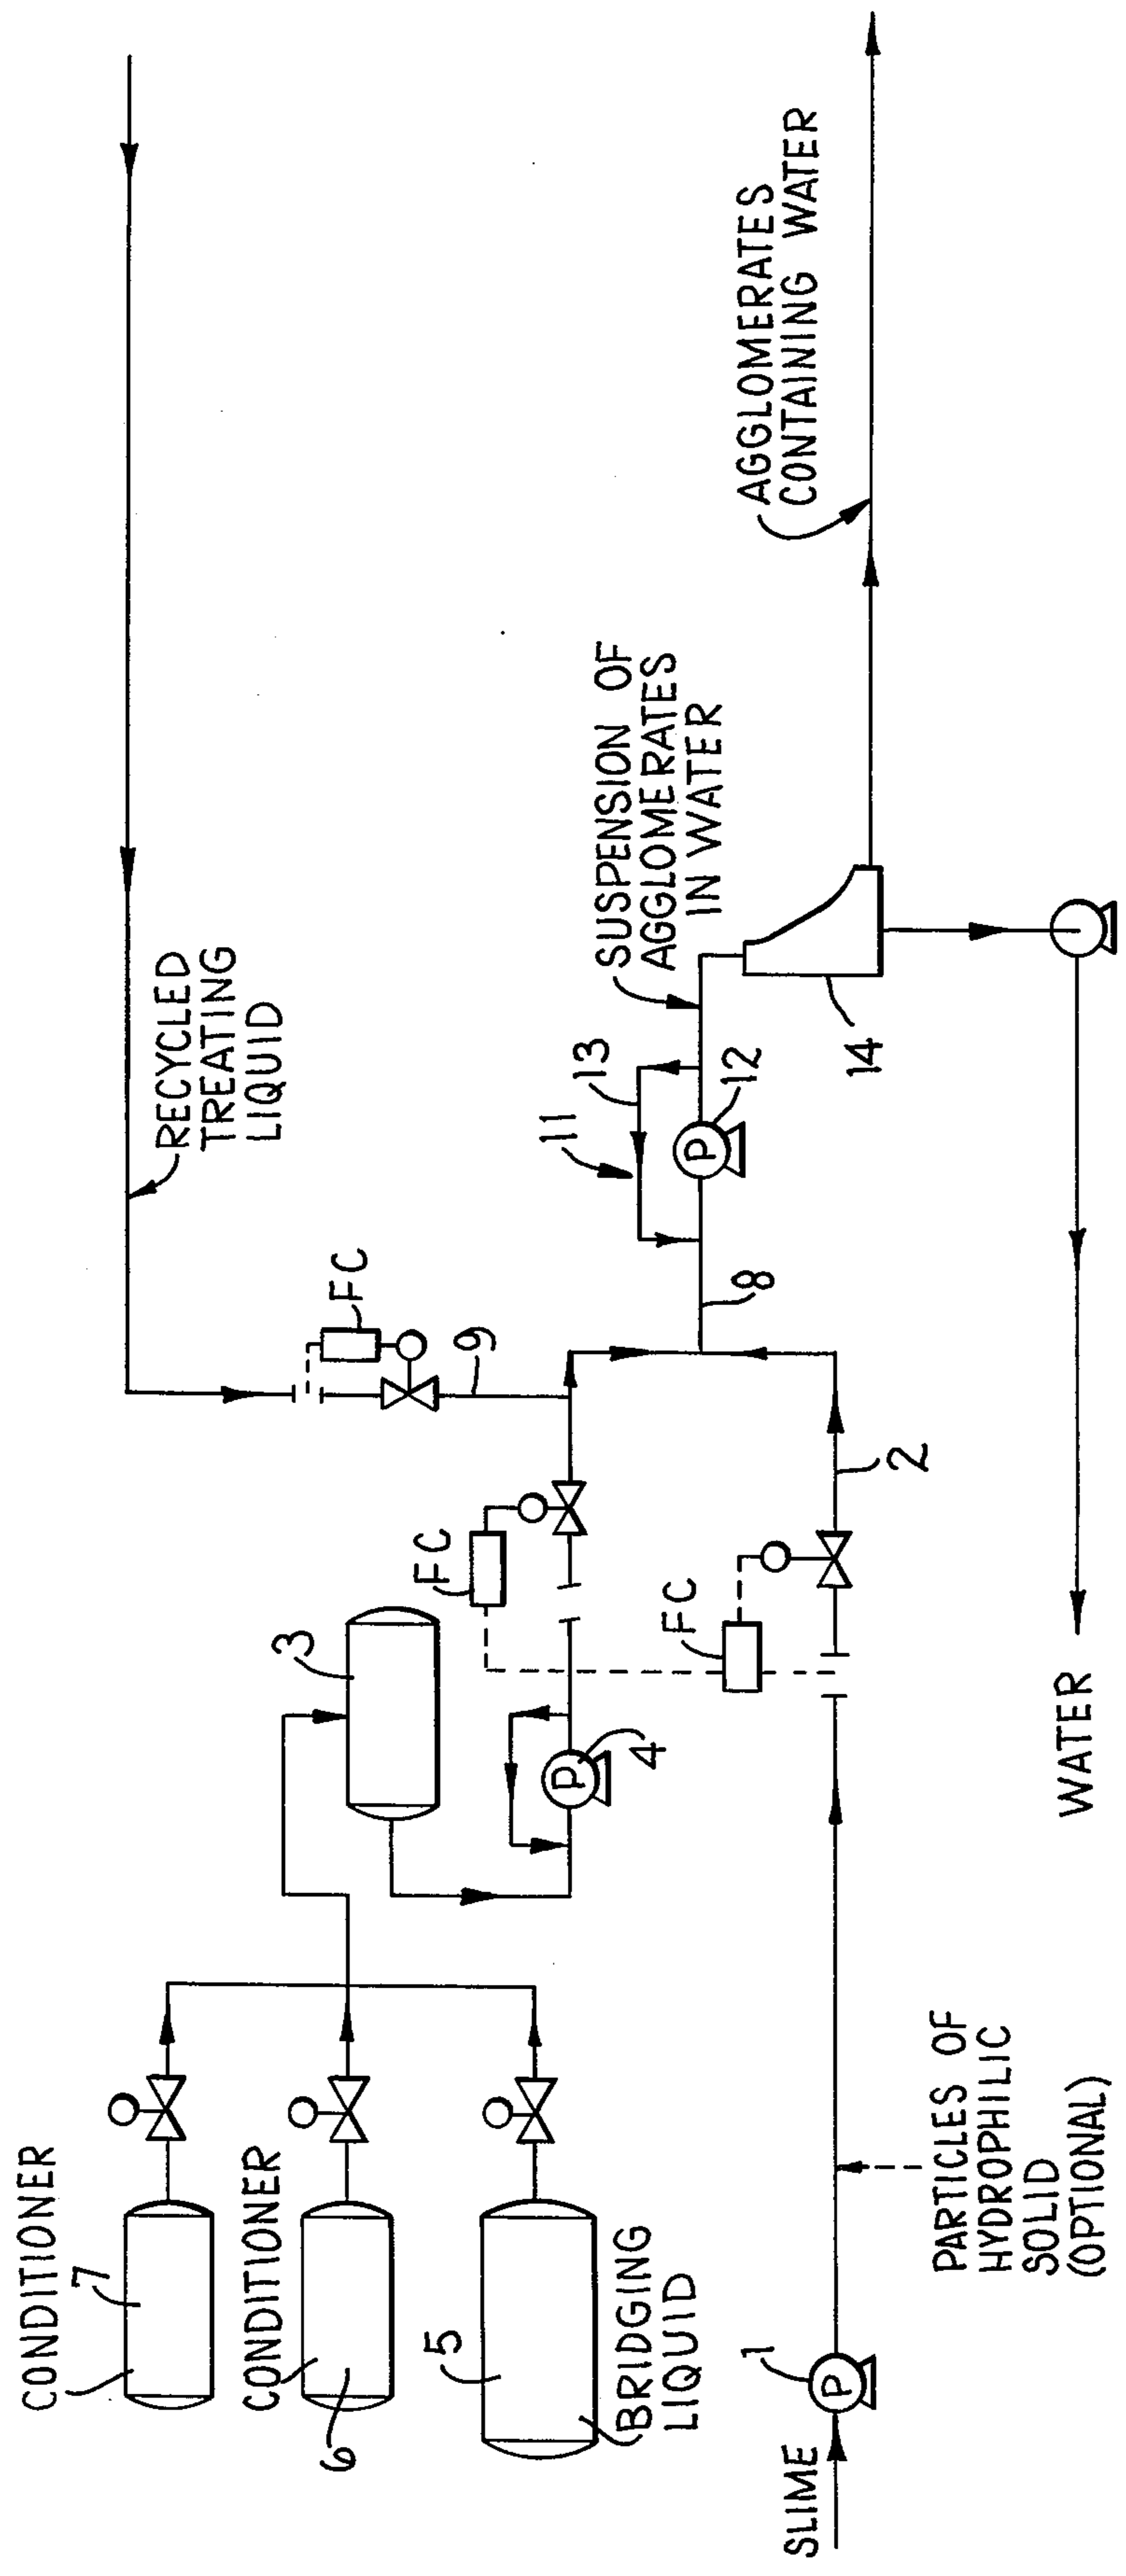 CONDITIONER
7
CONDITIONER
6
5
BRIDGING
LIQUID
SLIME
1
P
PARTICLES OF
HYDROPHILIC
SOLID
(OPTIONAL)
3
P
4
FC
FC
2
WATER
RECYCLED
TREATING
LIQUID
FC
9
8
11
13
P
12
14
SUSPENSION OF
AGGLOMERATES
IN WATER
AGGLOMERATES
CONTAINING WATER